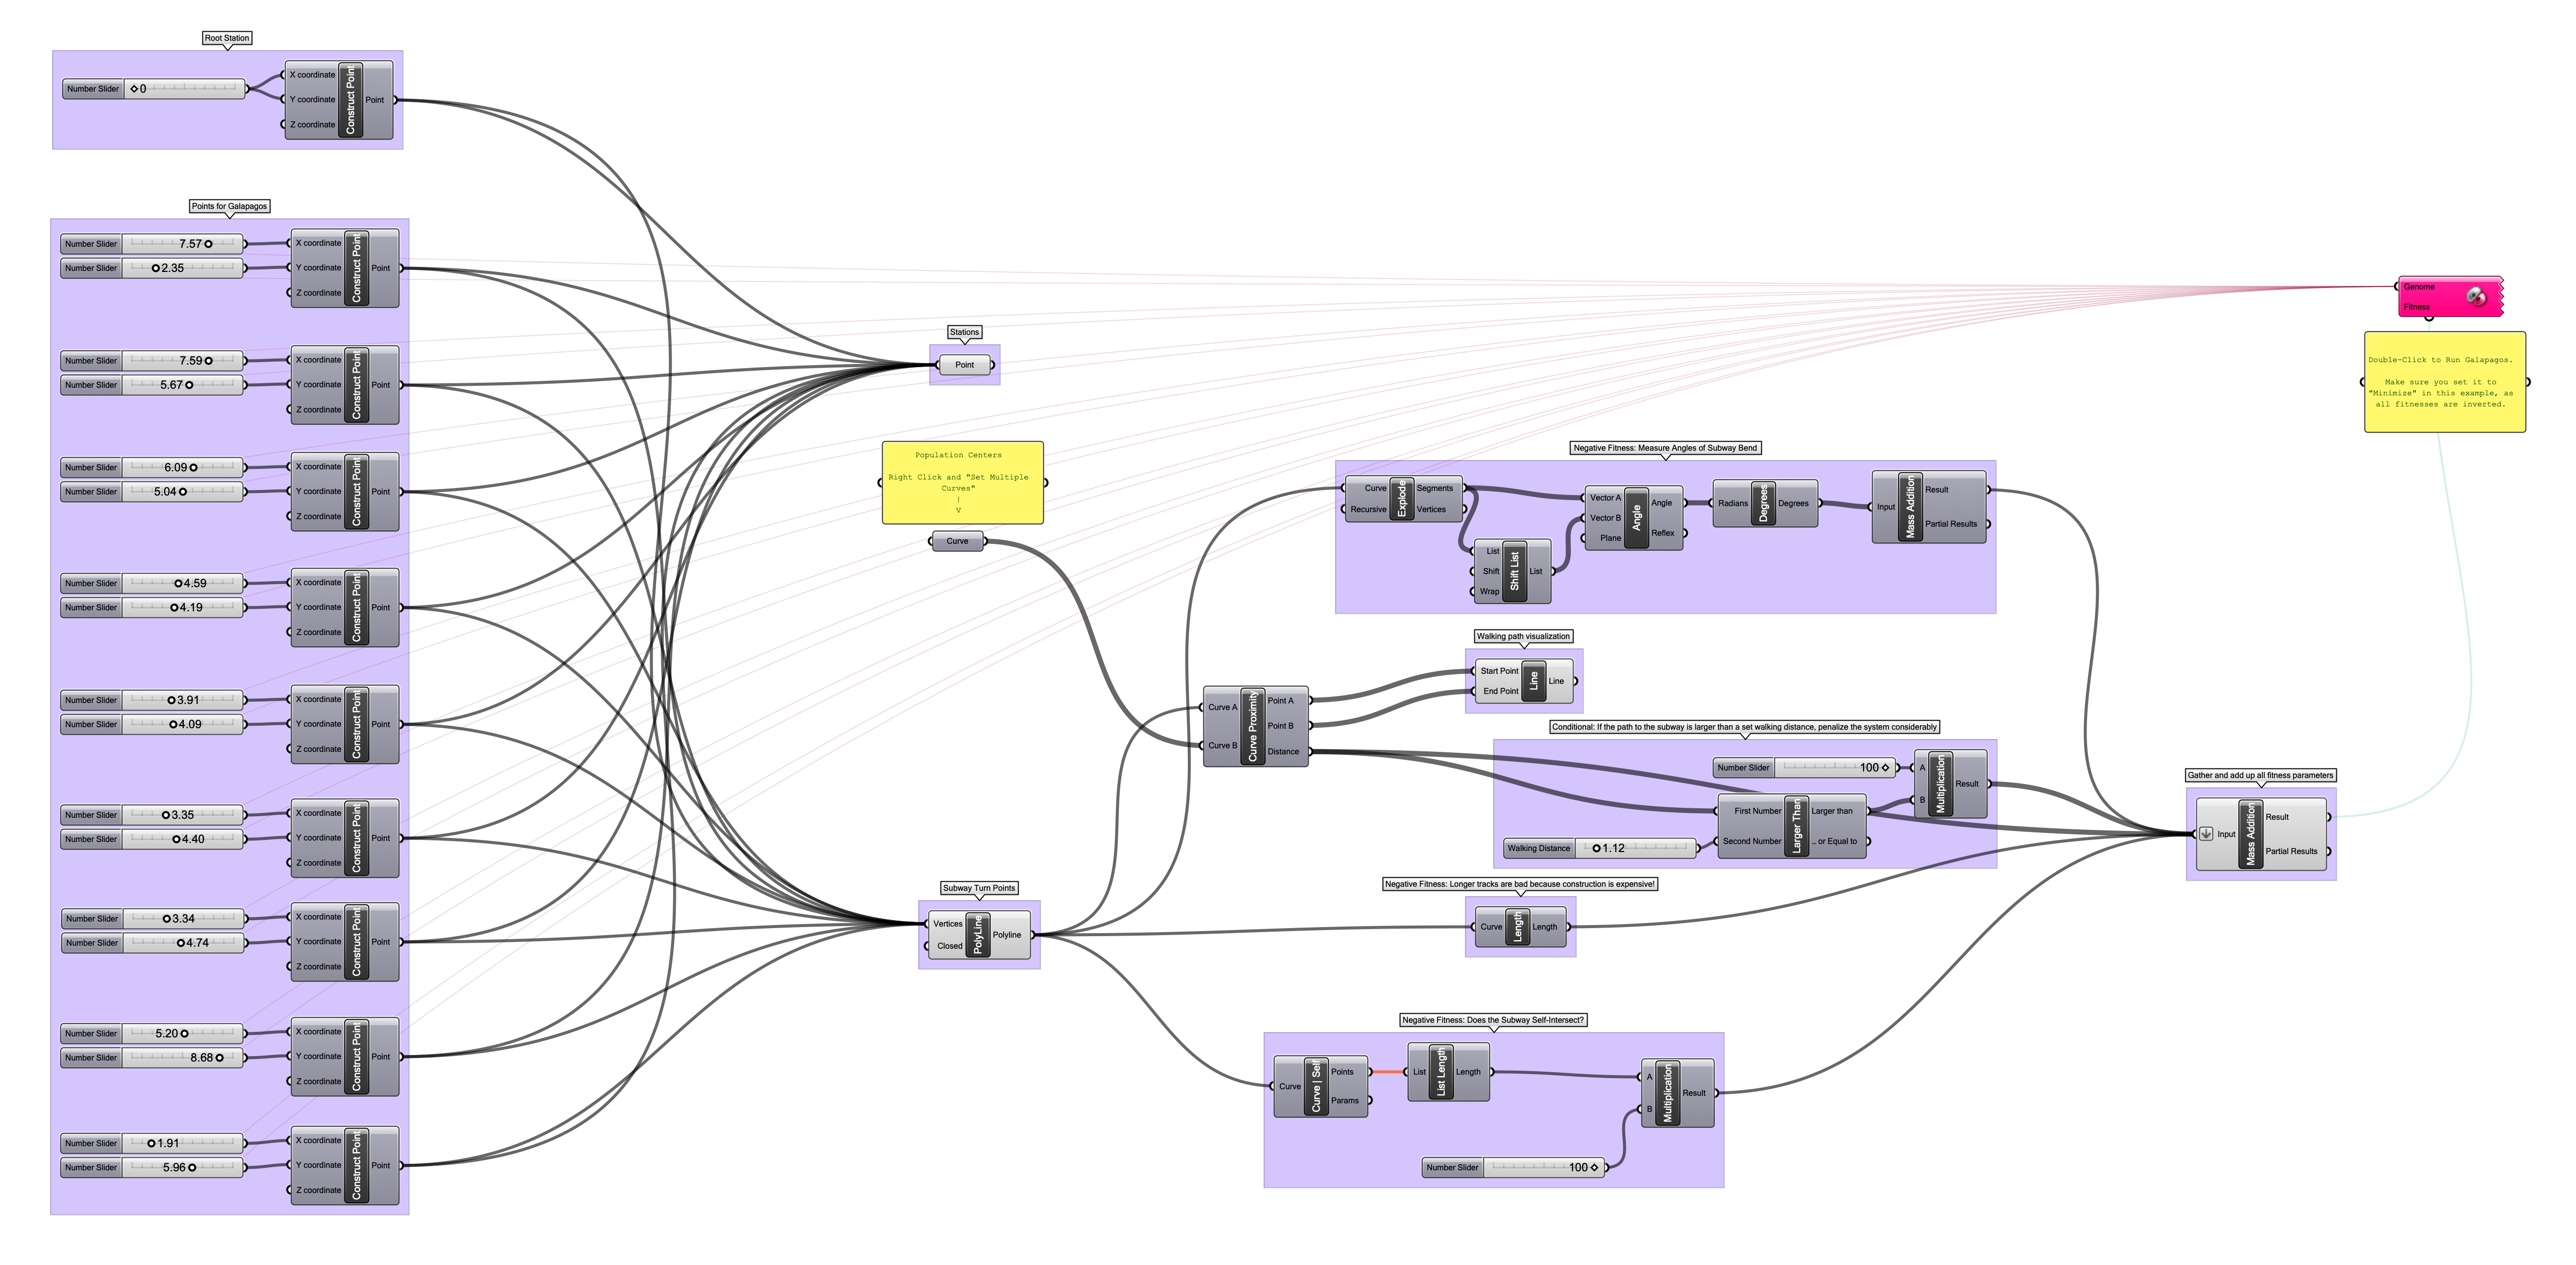 Root Station
Number Slider
0
X coordinate
Y coordinate
Z coordinate
Construct Point
Point
Points for Galapagos
Number Slider
7.57
Number Slider
2.35
X coordinate
Y coordinate
Z coordinate
Construct Point
Point
Number Slider
7.59
Number Slider
5.67
X coordinate
Y coordinate
Z coordinate
Construct Point
Point
Number Slider
6.09
Number Slider
5.04
X coordinate
Y coordinate
Z coordinate
Construct Point
Point
Number Slider
4.59
Number Slider
4.19
X coordinate
Y coordinate
Z coordinate
Construct Point
Point
Number Slider
3.91
Number Slider
4.09
X coordinate
Y coordinate
Z coordinate
Construct Point
Point
Number Slider
3.35
Number Slider
4.40
X coordinate
Y coordinate
Z coordinate
Construct Point
Point
Number Slider
3.34
Number Slider
4.74
X coordinate
Y coordinate
Z coordinate
Construct Point
Point
Number Slider
5.20
Number Slider
8.68
X coordinate
Y coordinate
Z coordinate
Construct Point
Point
Number Slider
1.91
Number Slider
5.96
X coordinate
Y coordinate
Z coordinate
Construct Point
Point
Stations
Point
Population Centers
Right Click and "Set Multiple
Curves"
|
V
Curve
Subway Turn Points
Vertices
Closed
PolyLine
Polyline
Curve A
Curve B
Curve Proximity
Point A
Point B
Distance
Negative Fitness: Measure Angles of Subway Bend
Curve
Recursive
Explode
Segments
Vertices
List
Shift
Wrap
Shift List
List
Vector A
Vector B
Plane
Angle
Angle
Reflex
Radians
Degrees
Degrees
Input
Mass Addition
Result
Partial Results
Walking path visualization
Start Point
End Point
Line
Line
Conditional: If the path to the subway is larger than a set walking distance, penalize the system considerably
Number Slider
100
A
B
Multiplication
Result
First Number
Second Number
Larger Than
Larger than
... or Equal to
Walking Distance
1.12
Negative Fitness: Longer tracks are bad because construction is expensive!
Curve
Length
Length
Negative Fitness: Does the Subway Self-Intersect?
Curve
Curve | Self
Points
Params
List
List Length
Length
A
B
Multiplication
Result
Number Slider
100
Gather and add up all fitness parameters
Input
Mass Addition
Result
Partial Results
Genome
Fitness
Double-Click to Run Galapagos.
Make sure you set it to
"Minimize" in this example, as
all fitnesses are inverted.